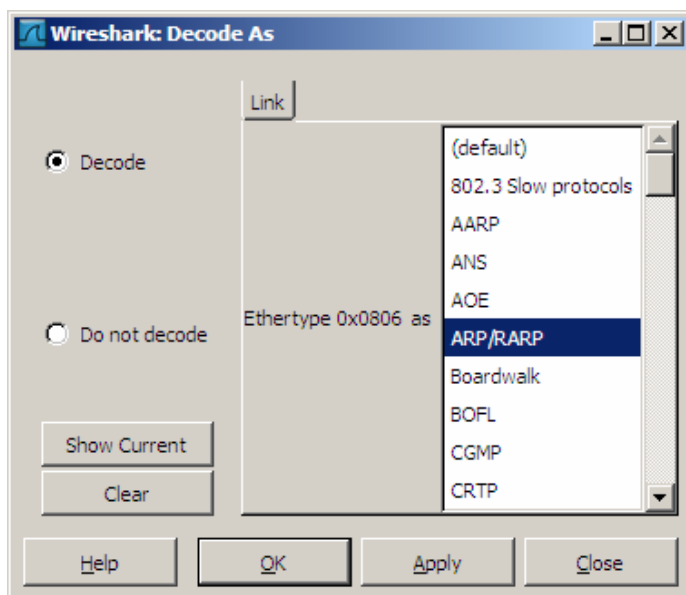 Wireshark: Decode As
Link
Decode
Do not decode
Show Current
Clear
Ethertype 0x0806 as
(default)
802.3 Slow protocols
AARP
ANS
AOE
ARP/RARP
Boardwalk
BOFL
CGMP
CRTP
Help
OK
Apply
Close